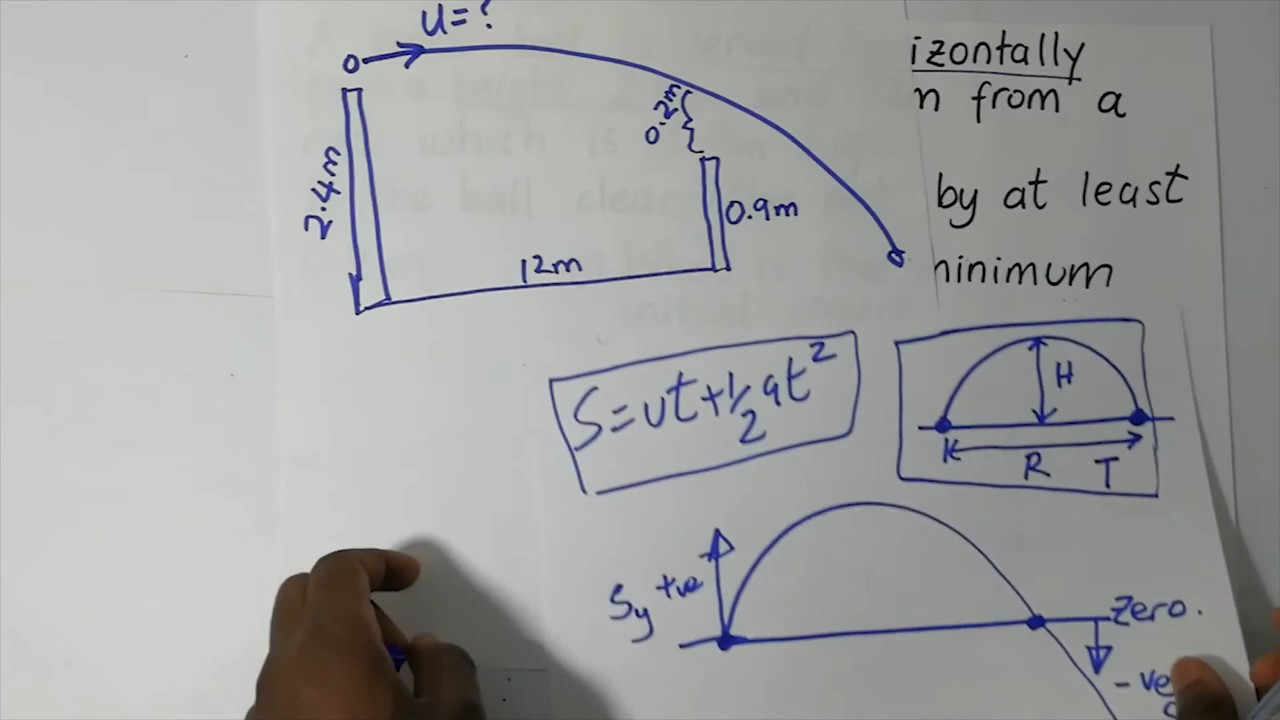 u=?
izontally
n from a
0.2m
2.4m
by at least
0.9m
12m
ninimum
S=ut+½at²
H
R T
Sy +ve
Zero.
-ve